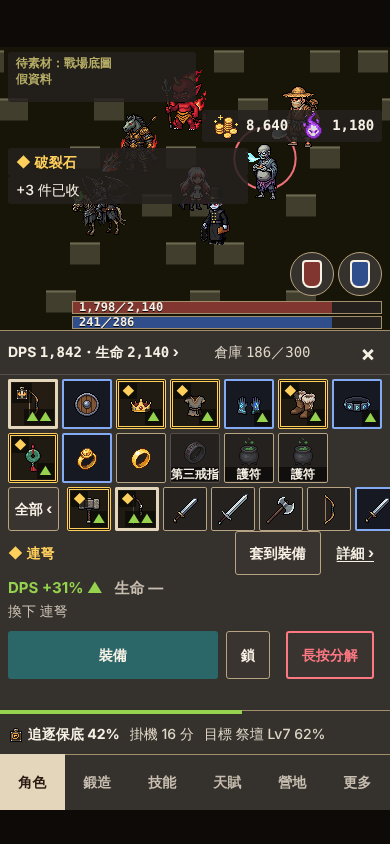 待素材：戰場底圖
假資料
8,640
1,180
◆ 破裂石
+3 件已收
1,798／2,140
241／286
DPS 1,842・生命 2,140 ›
倉庫 186／300
×
第三戒指
護符
護符
全部 ‹
◆ 連弩
套到裝備
詳細 ›
DPS +31% ▲ 生命 —
換下 連弩
裝備
鎖
長按分解
追逐保底 42% 掛機 16 分 目標 祭壇 Lv7 62%
角色
鍛造
技能
天賦
營地
更多